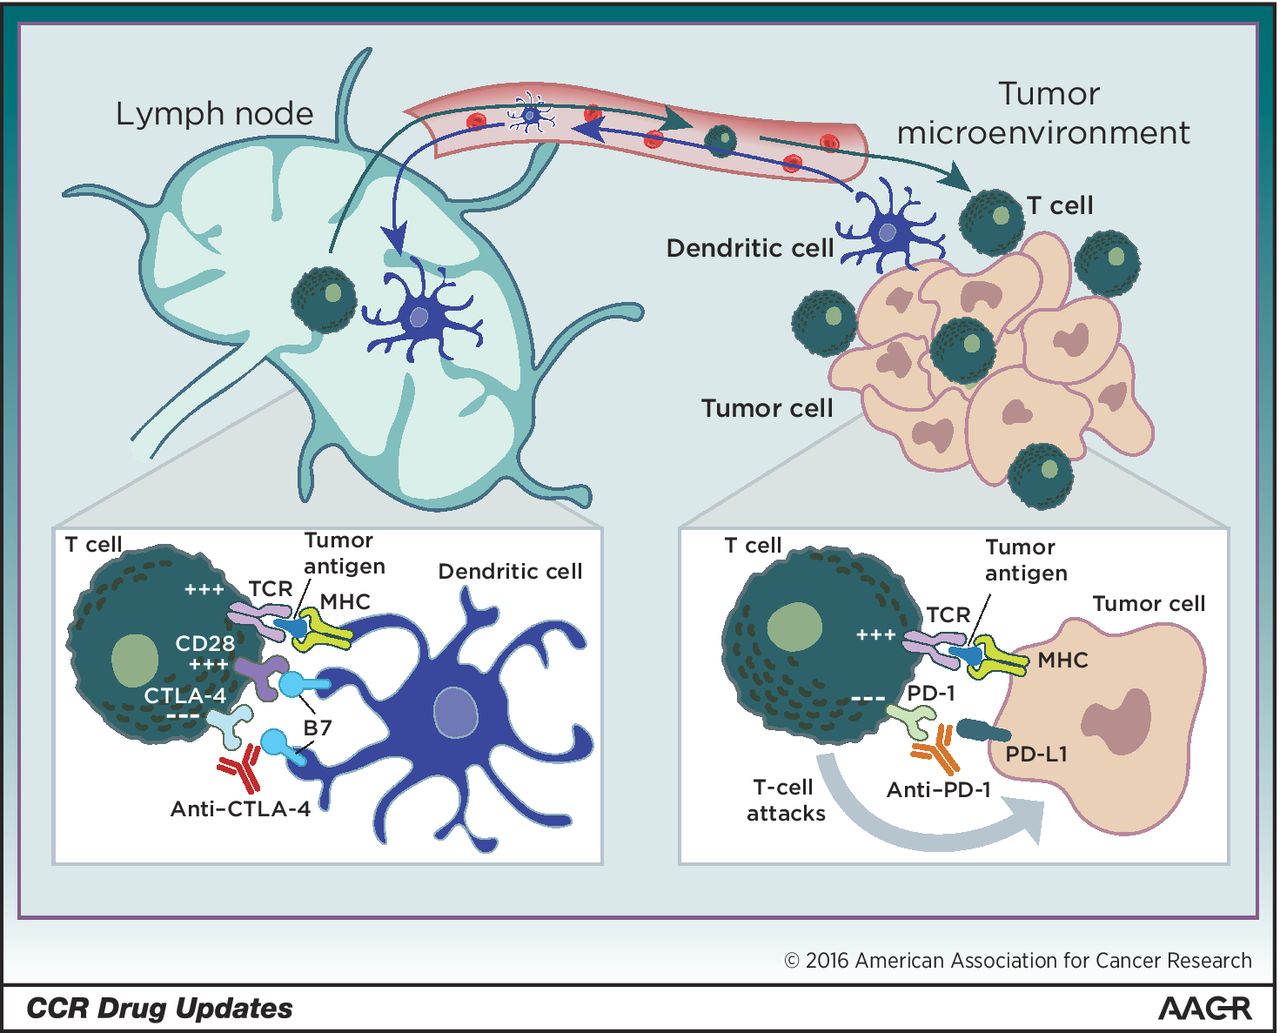 Lymph node
Tumor
microenvironment
T cell
Dendritic cell
Tumor cell
T cell
Tumor
antigen
TCR
MHC
Dendritic cell
+++
CD28
+++
CTLA-4
---
B7
Anti–CTLA-4
T cell
Tumor
antigen
TCR
Tumor cell
+++
MHC
---
PD-1
PD-L1
Anti–PD-1
T-cell
attacks
© 2016 American Association for Cancer Research
CCR Drug Updates
AACR